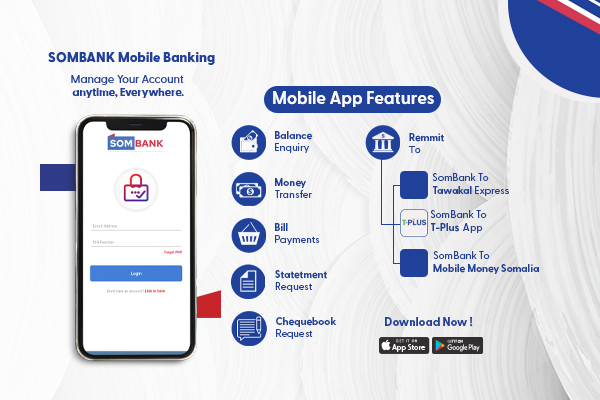 SOMBANK Mobile Banking
Manage Your Account
anytime, Everywhere.
SOMBANK
Email Address
PIN Number
Forgot PIN?
Login
Don't have an account? Click to here!
Mobile App Features
Balance
Enquiry
Money
Transfer
Bill
Payments
Statetment
Request
Chequebook
Request
Remmit
To
SomBank To
Tawakal Express
T-PLUS
SomBank To
T-Plus App
SomBank To
Mobile Money Somalia
Download Now !
GET IT ON
App Store
GET IT ON
Google Play